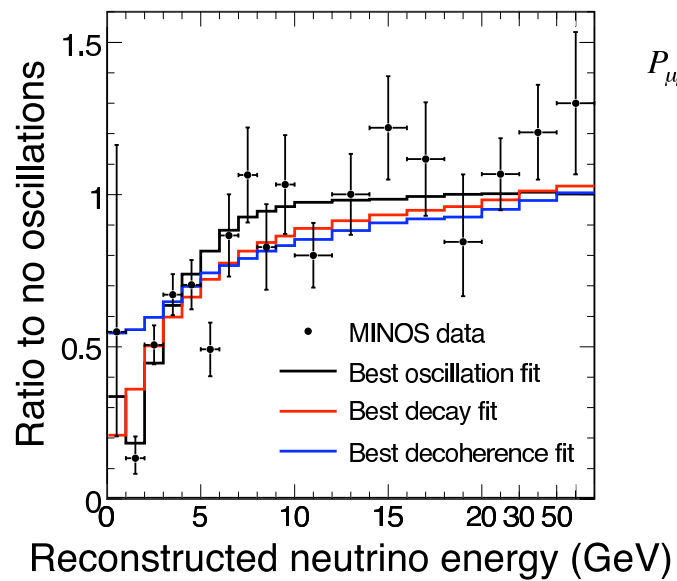 Ratio to no oscillations
1.5
1
0.5
0
MINOS data
Best oscillation fit
Best decay fit
Best decoherence fit
0 5 10 15 20 30 50
Reconstructed neutrino energy (GeV)
P_μ